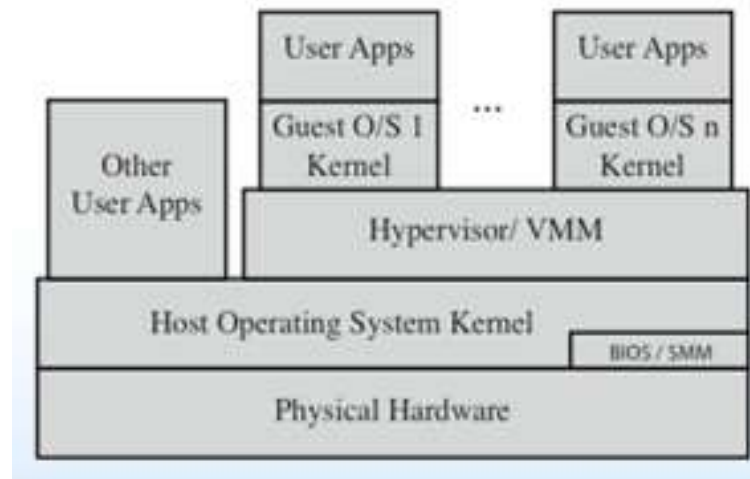 User Apps
User Apps
Guest O/S 1
Kernel
...
Guest O/S n
Kernel
Other
User Apps
Hypervisor/ VMM
Host Operating System Kernel
BIOS / SMM
Physical Hardware